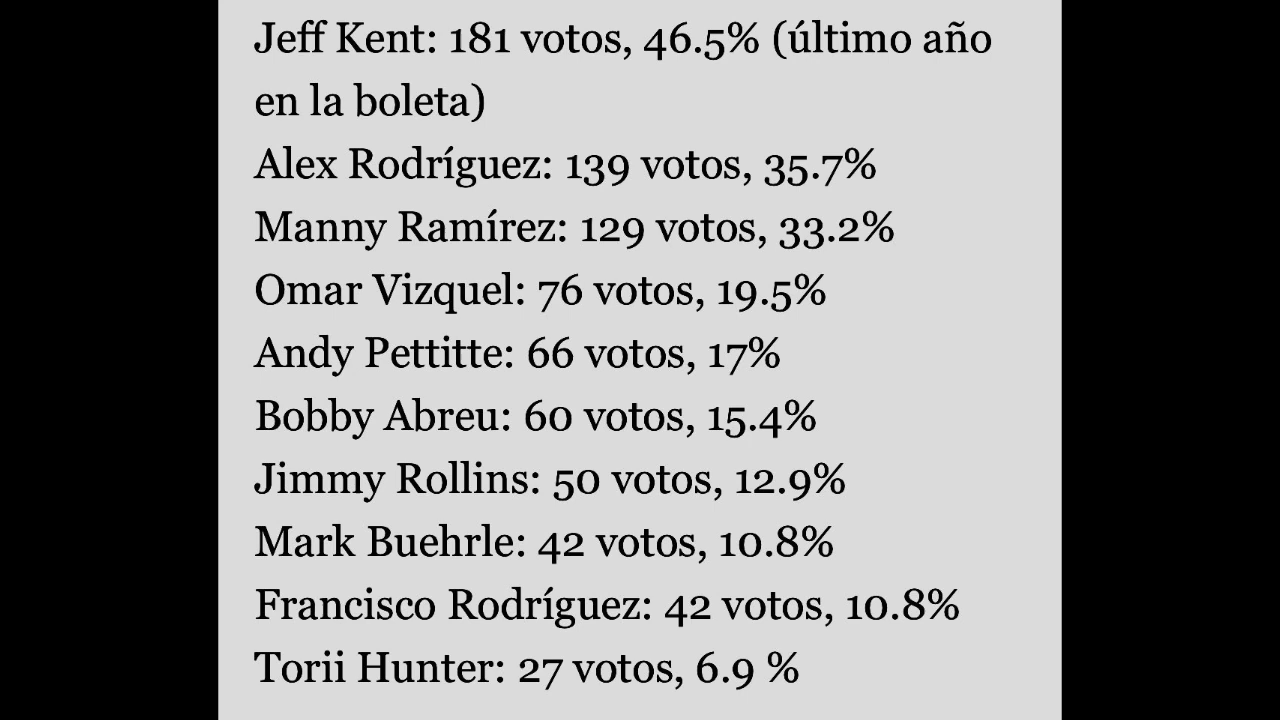 Jeff Kent: 181 votos, 46.5% (último año
en la boleta)
Alex Rodríguez: 139 votos, 35.7%
Manny Ramírez: 129 votos, 33.2%
Omar Vizquel: 76 votos, 19.5%
Andy Pettitte: 66 votos, 17%
Bobby Abreu: 60 votos, 15.4%
Jimmy Rollins: 50 votos, 12.9%
Mark Buehrle: 42 votos, 10.8%
Francisco Rodríguez: 42 votos, 10.8%
Torii Hunter: 27 votos, 6.9 %